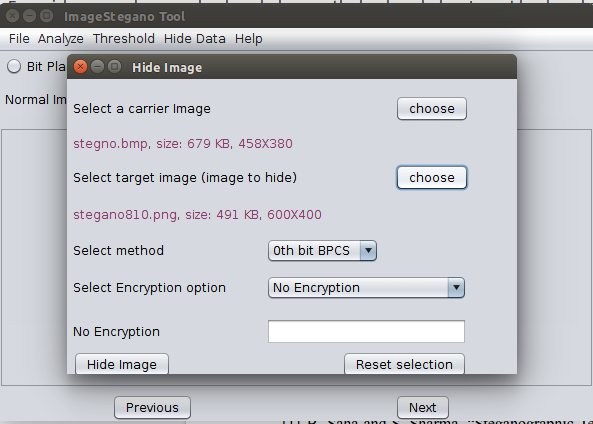 ImageStegano Tool
File Analyze Threshold Hide Data Help
Bit Pla
Hide Image
Normal Im
Select a carrier Image choose
stegno.bmp, size: 679 KB, 458X380
Select target image (image to hide) choose
stegano810.png, size: 491 KB, 600X400
Select method 0th bit BPCS
Select Encryption option No Encryption
No Encryption
Hide Image Reset selection
Previous Next